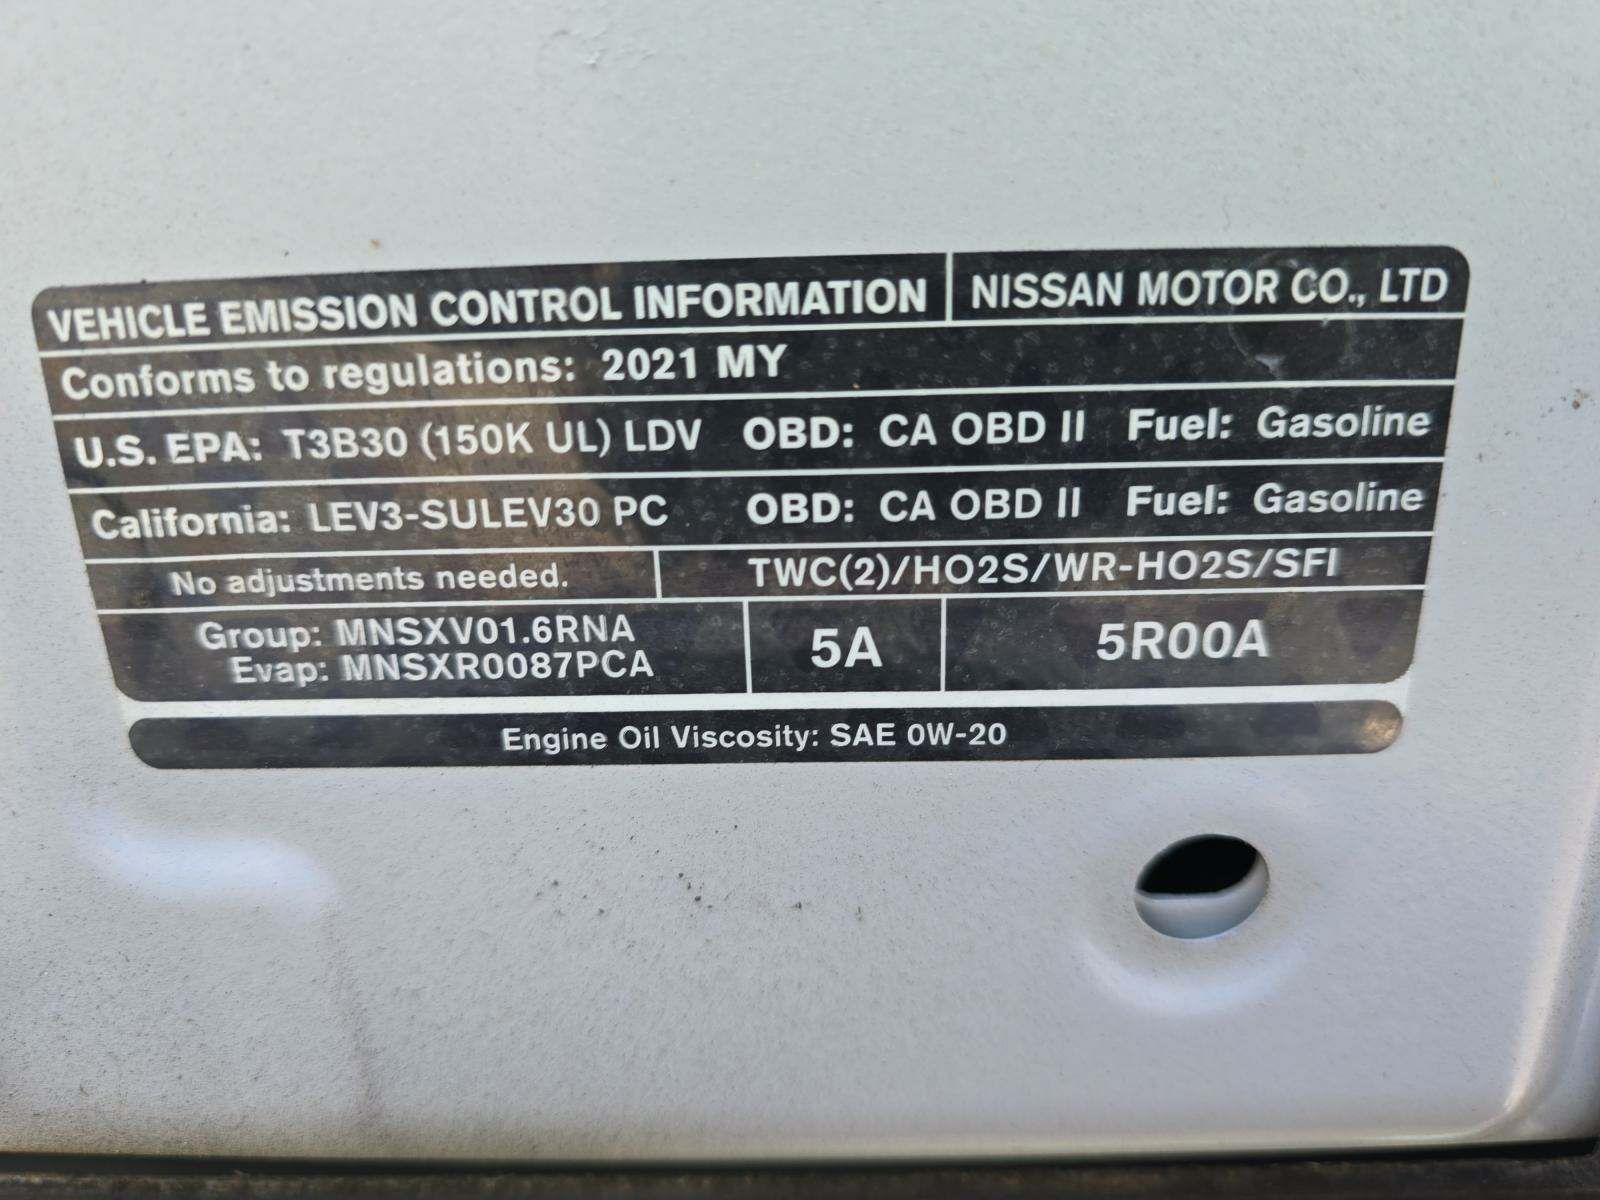 VEHICLE EMISSION CONTROL INFORMATION NISSAN MOTOR CO., LTD
Conforms to regulations: 2021 MY
U.S. EPA: T3B30 (150K UL) LDV OBD: CA OBD II Fuel: Gasoline
California: LEV3-SULEV30 PC OBD: CA OBD II Fuel: Gasoline
No adjustments needed. TWC(2)/HO2S/WR-HO2S/SFI
Group: MNSXV01.6RNA
Evap: MNSXR0087PCA
5A
5R00A
Engine Oil Viscosity: SAE 0W-20